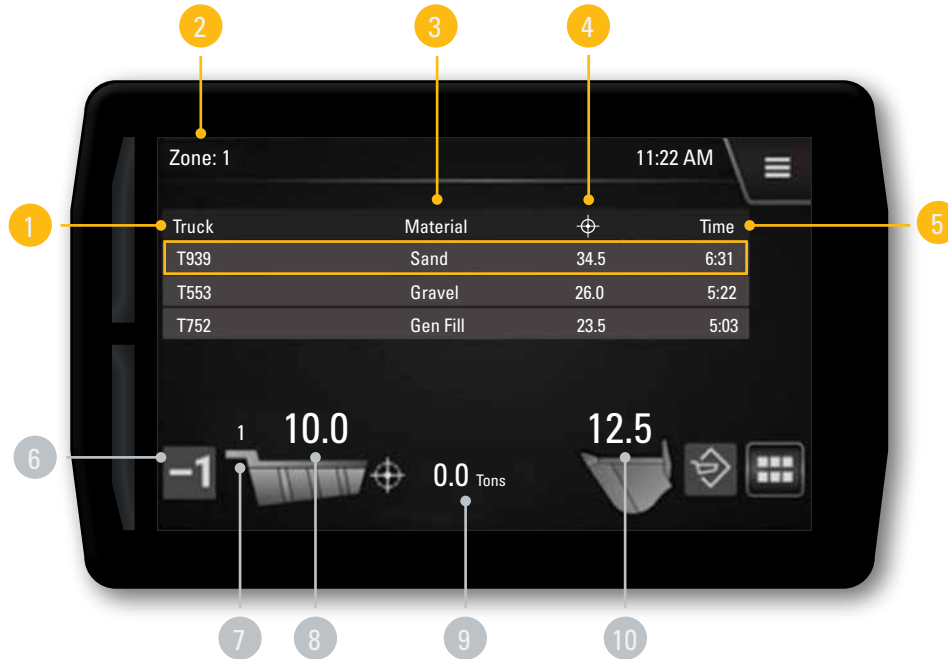 2 3 4
Zone: 1 11:22 AM
1 Truck Material Time 5
T939 Sand 34.5 6:31
T553 Gravel 26.0 5:22
T752 Gen Fill 23.5 5:03
1 10.0 12.5
6 -1 0.0 Tons
7 8 9 10